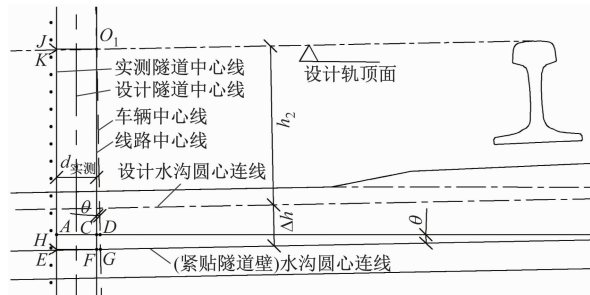 J
K
O₁
实测隧道中心线
设计隧道中心线
设计轨顶面
车辆中心线
h₂
线路中心线
d实测
设计水沟圆心连线
θ
Δh
θ
A C D
H
E F G
(紧贴隧道壁)水沟圆心连线